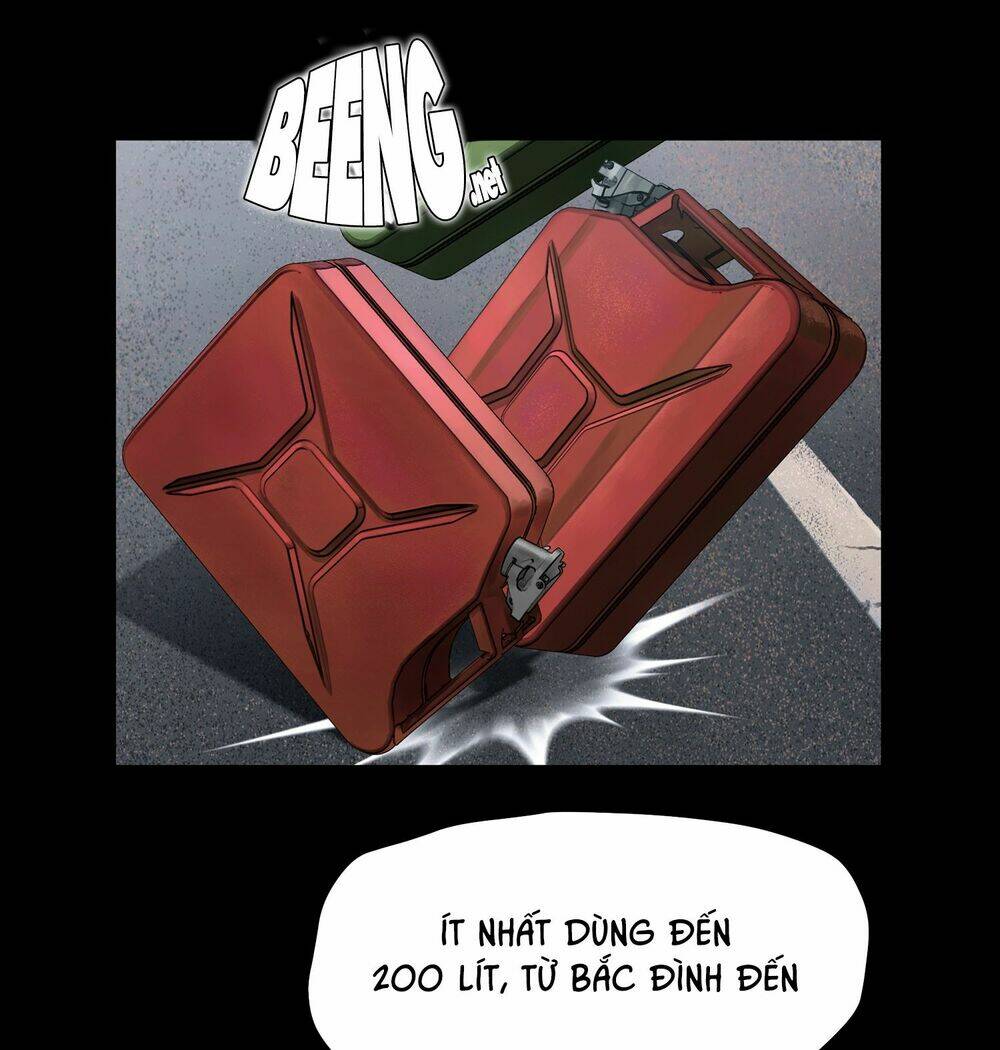 BEENG
.net
ÍT NHẤT DÙNG ĐẾN
200 LÍT, TỪ BẮC ĐÌNH ĐẾN